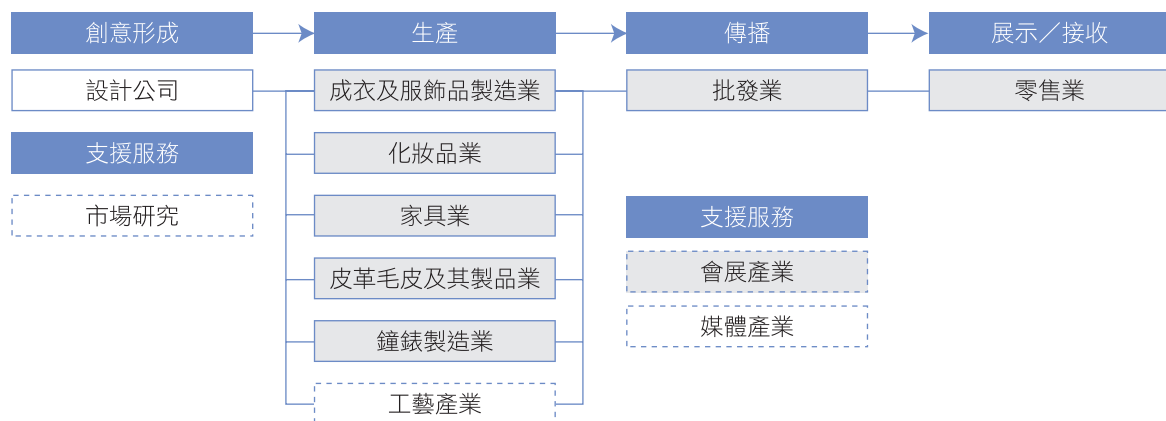 創意形成
生產
傳播
展示／接收
設計公司
成衣及服飾品製造業
批發業
零售業
支援服務
化妝品業
市場研究
家具業
支援服務
皮革毛皮及其製品業
會展產業
鐘錶製造業
媒體產業
工藝產業